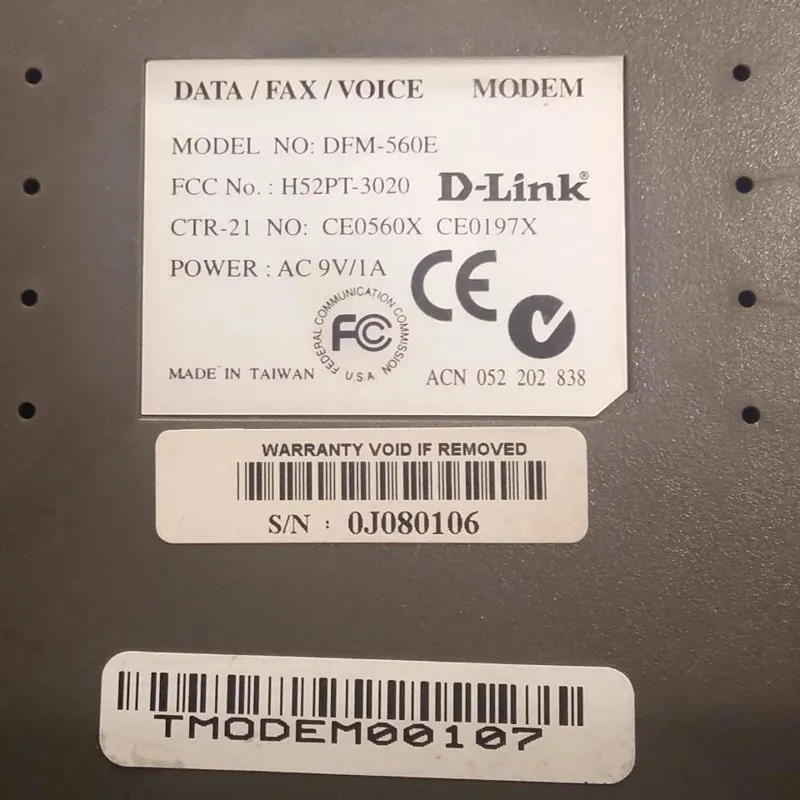 DATA / FAX / VOICE MODEM
MODEL NO: DFM-560E
FCC No. : H52PT-3020 D-Link®
CTR-21 NO: CE0560X CE0197X
POWER : AC 9V/1A
CE
FEDERAL COMMUNICATION COMMISSION
FC
U.S.A.
MADE IN TAIWAN
ACN 052 202 838
WARRANTY VOID IF REMOVED
S/N : 0J080106
TMODEM00107